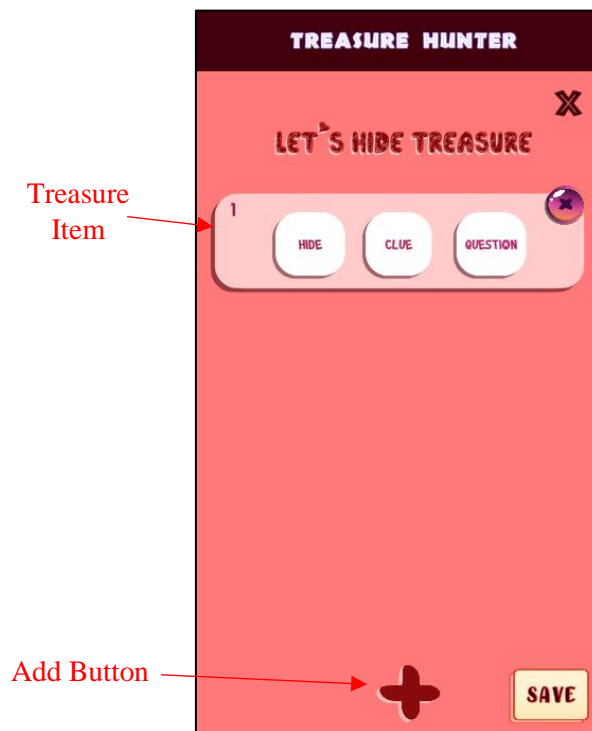 TREASURE HUNTER
X
LET'S HIDE TREASURE
Treasure
Item
1
x
HIDE CLUE QUESTION
Add Button
SAVE